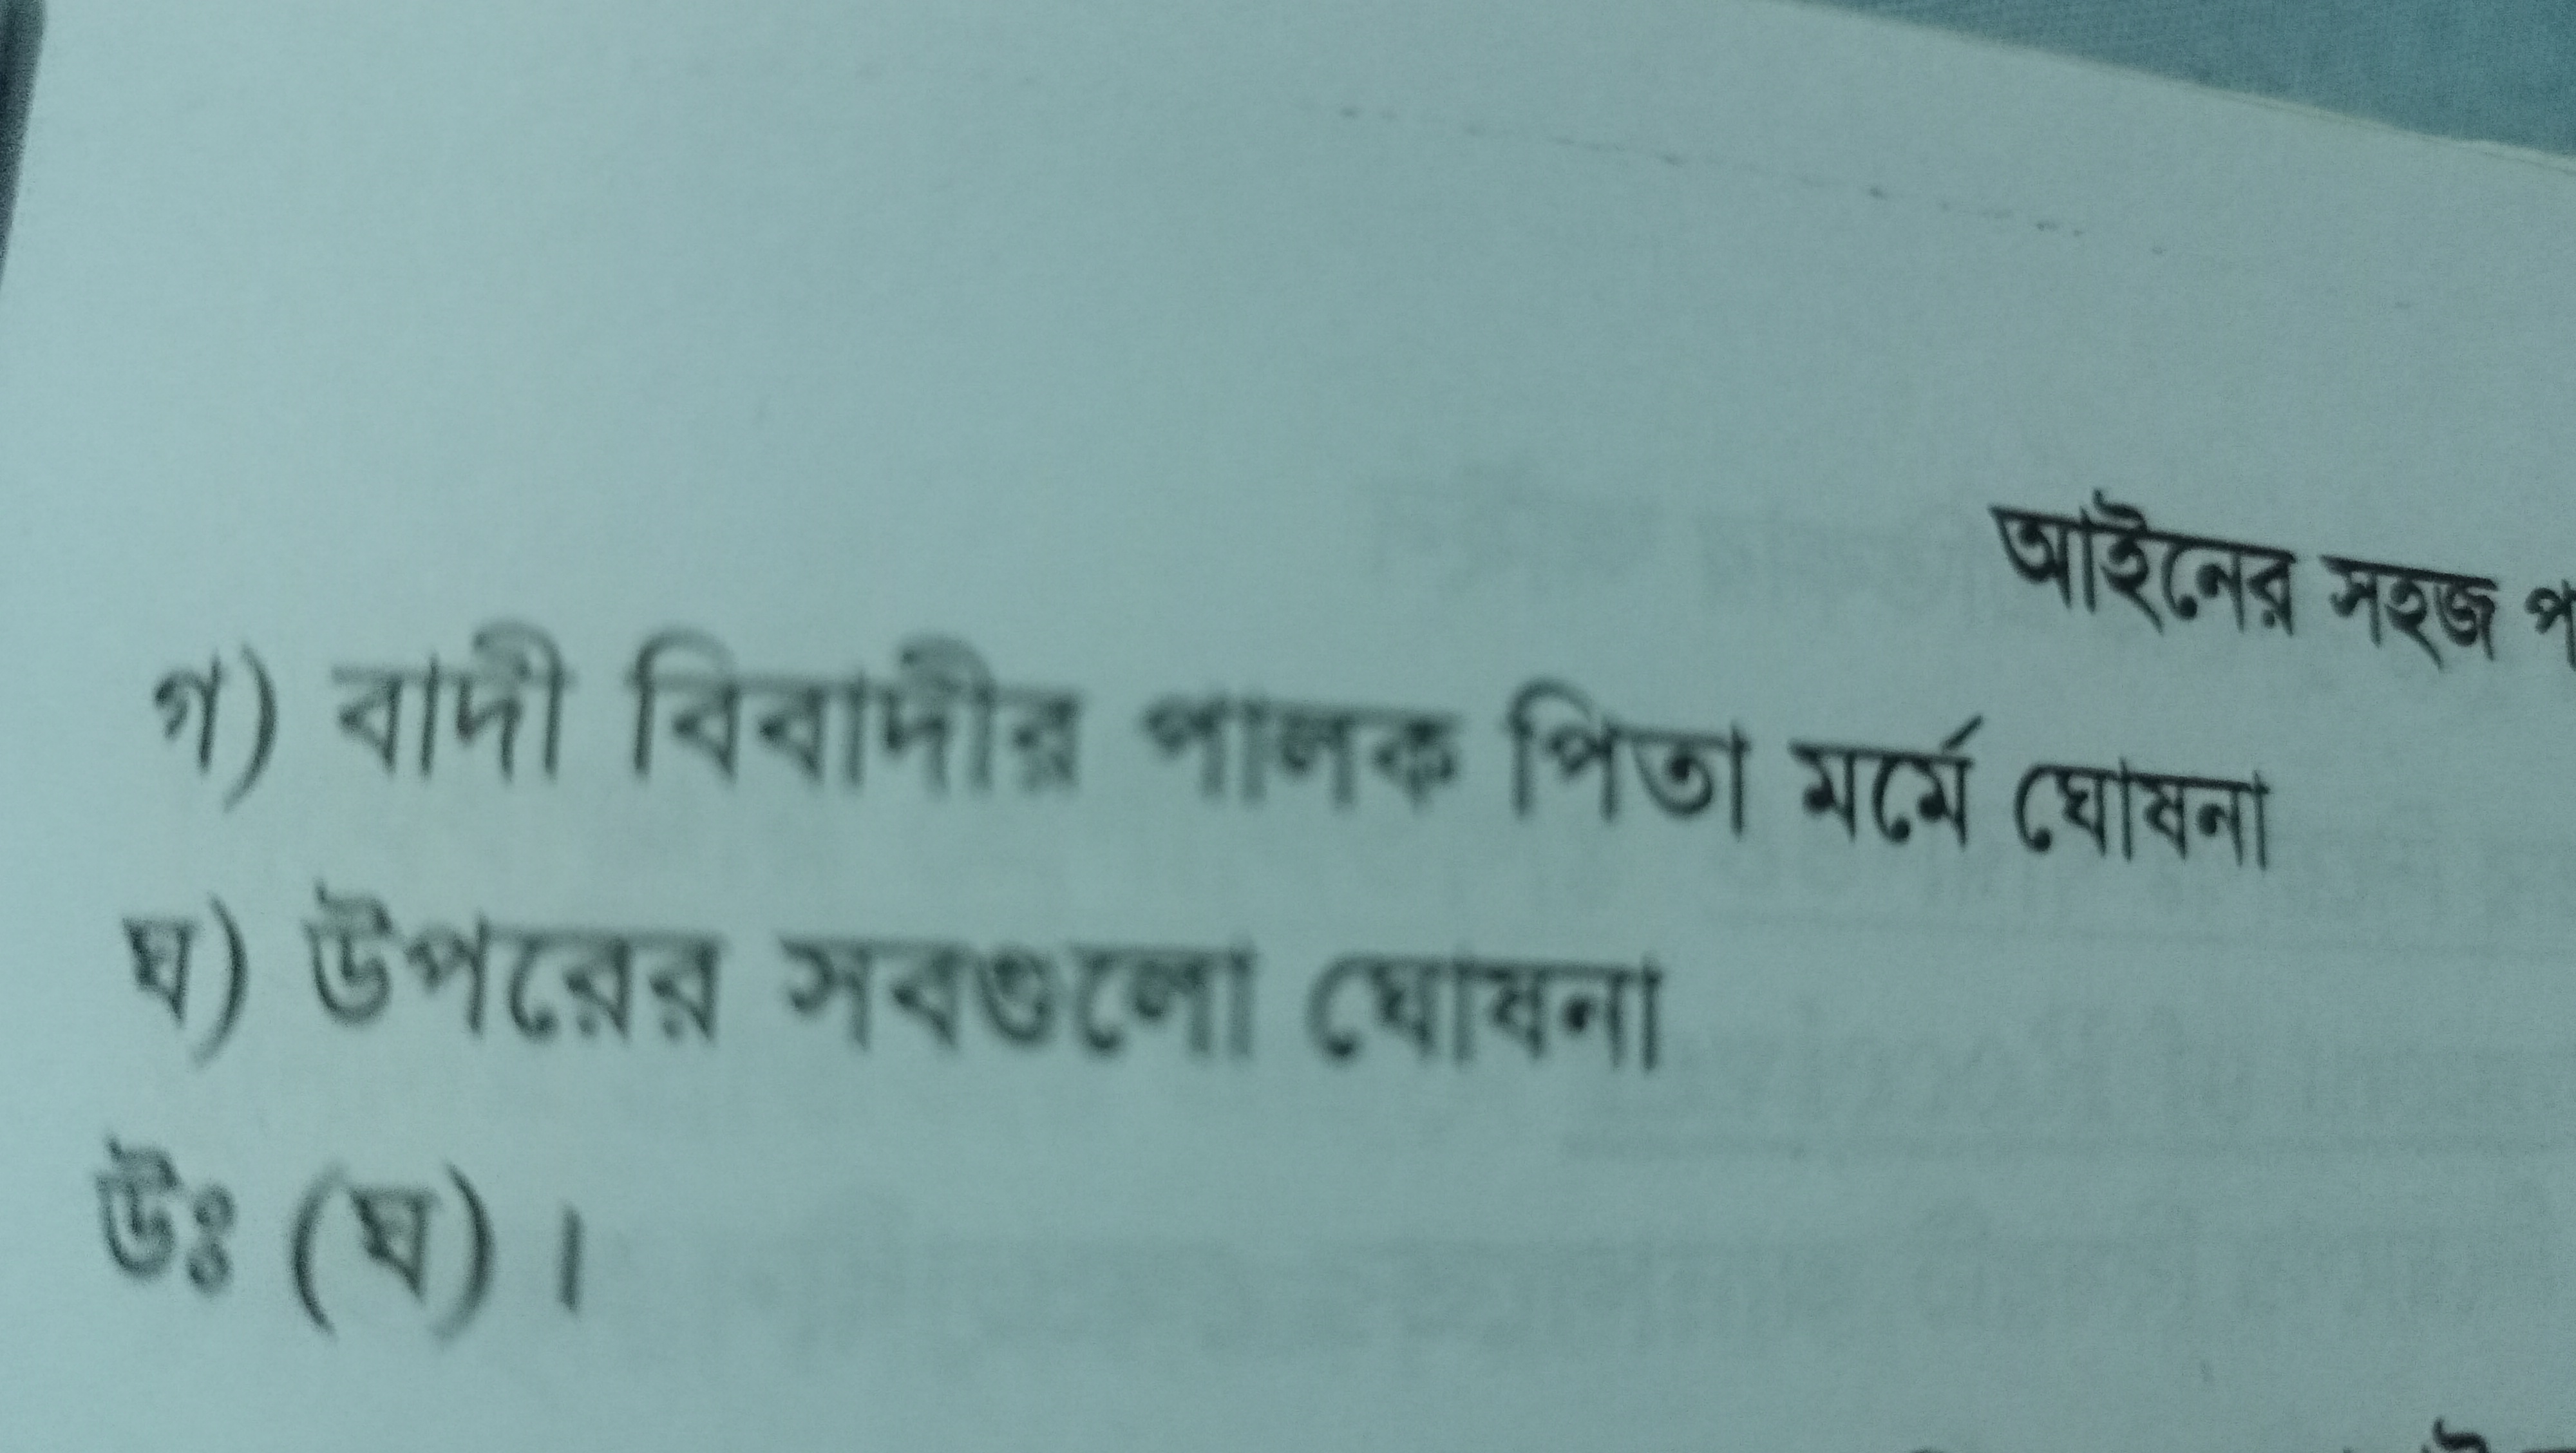 আইনের সহজ
গ) বাদী বিবাদীর পালক পিতা মর্মে ঘোষনা
ঘ) উপরের সবগুলো ঘোষনা
উঃ (ঘ)।